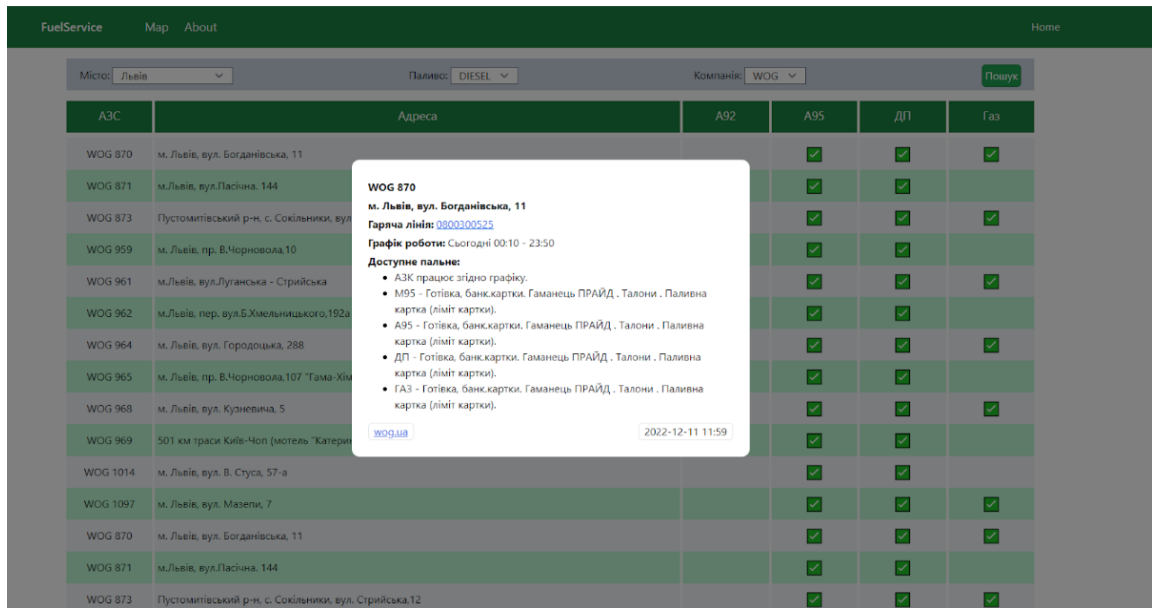 FuelService Map About Home
Місто: Львів Паливо: DIESEL Компанія: WOG Пошук
АЗС Адреса А92 А95 ДП Газ
WOG 870 м. Львів, вул. Богданівська, 11
WOG 871 м.Львів, вул.Пасічна. 144
WOG 873 Пустомитівський р-н, с. Сокільники, вул
WOG 959 м. Львів, пр. В.Чорновола,10
WOG 961 м.Львів, вул.Луганська - Стрийська
WOG 962 м.Львів, пер. вул.Б.Хмельницького,192а
WOG 964 м. Львів, вул. Городоцька, 288
WOG 965 м. Львів, пр. В.Чорновола,107 "Гама-Хім
WOG 968 м. Львів, вул. Кузневича, 5
WOG 969 501 км траси Київ-Чоп (мотель "Катерин
WOG 1014 м. Львів, вул. В. Стуса, 57-а
WOG 1097 м. Львів, вул. Мазепи, 7
WOG 870 м. Львів, вул. Богданівська, 11
WOG 871 м.Львів, вул.Пасічна. 144
WOG 873 Пустомитівський р-н, с. Сокільники, вул. Стрийська,12
WOG 870
м. Львів, вул. Богданівська, 11
Гаряча лінія: 0800300525
Графік роботи: Сьогодні 00:10 - 23:50
Доступне пальне:
• АЗК працює згідно графіку.
• М95 - Готівка, банк.картки. Гаманець ПРАЙД . Талони . Паливна
картка (ліміт картки).
• А95 - Готівка, банк.картки. Гаманець ПРАЙД . Талони . Паливна
картка (ліміт картки).
• ДП - Готівка, банк.картки. Гаманець ПРАЙД . Талони . Паливна
картка (ліміт картки).
• ГАЗ - Готівка, банк.картки. Гаманець ПРАЙД . Талони . Паливна
картка (ліміт картки).
wog.ua 2022-12-11 11:59